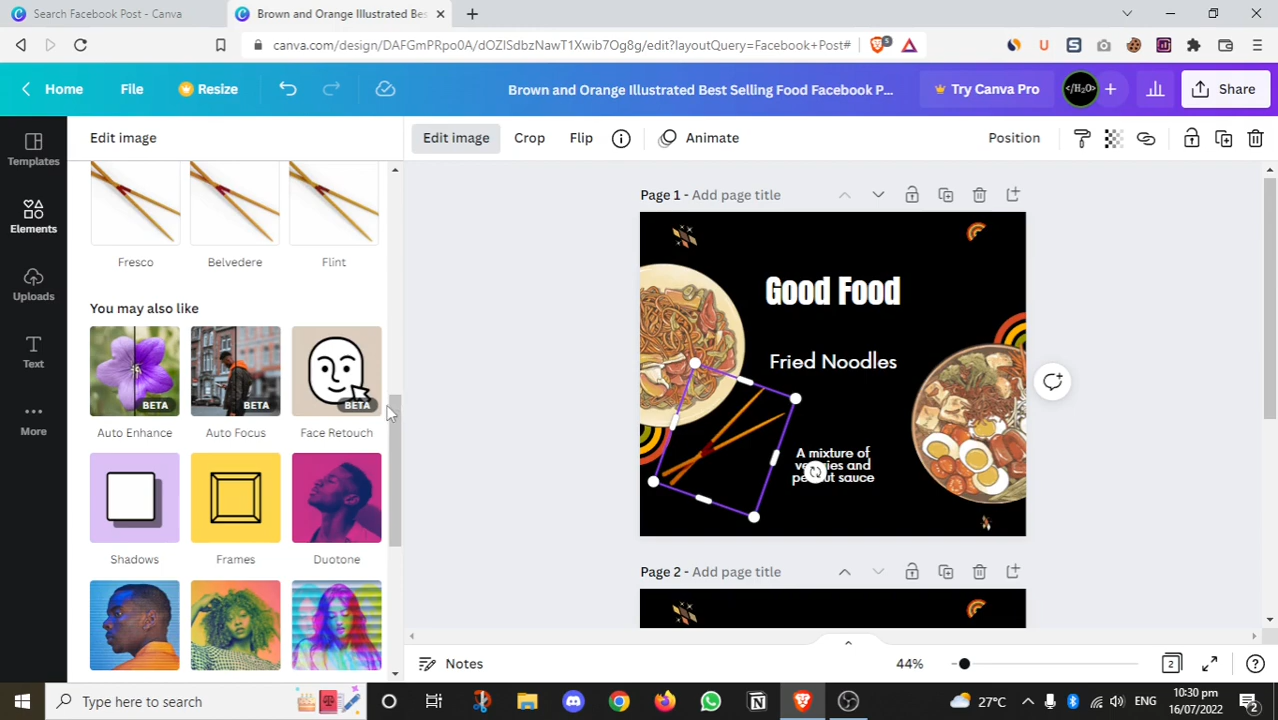 Search Facebook Post - Canva
Brown and Orange Illustrated Bes
canva.com/design/DAFGmPRpo0A/dOZlSdbzNawT1Xwib7Og8g/edit?layoutQuery=Facebook+Post#
Home
File
Resize
Brown and Orange Illustrated Best Selling Food Facebook P...
Try Canva Pro
</H2O>
Share
Templates
Elements
Uploads
Text
More
Edit image
Fresco
Belvedere
Flint
You may also like
BETA
BETA
BETA
Auto Enhance
Auto Focus
Face Retouch
Shadows
Frames
Duotone
Edit image
Crop
Flip
Animate
Position
Page 1 - Add page title
Good Food
Fried Noodles
A mixture of
veggies and
peanut sauce
Page 2 - Add page title
Notes
44%
2
Type here to search
27°C
ENG
10:30 pm
16/07/2022
2